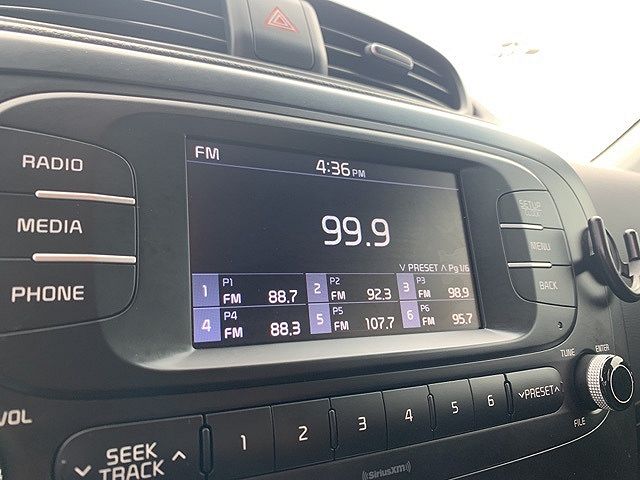 FM
4:36 PM
RADIO
MEDIA
PHONE
99.9
∨ PRESET ∧ Pg 1/6
1 P1 FM 88.7
2 P2 FM 92.3
3 P3 FM 98.9
4 P4 FM 88.3
5 P5 FM 107.7
6 P6 FM 95.7
SETUP
CLOCK
MENU
BACK
VOL
∨ SEEK ∧
TRACK
1 2 3 4 5 6
∨PRESET∧
TUNE
ENTER
FILE
SiriusXM